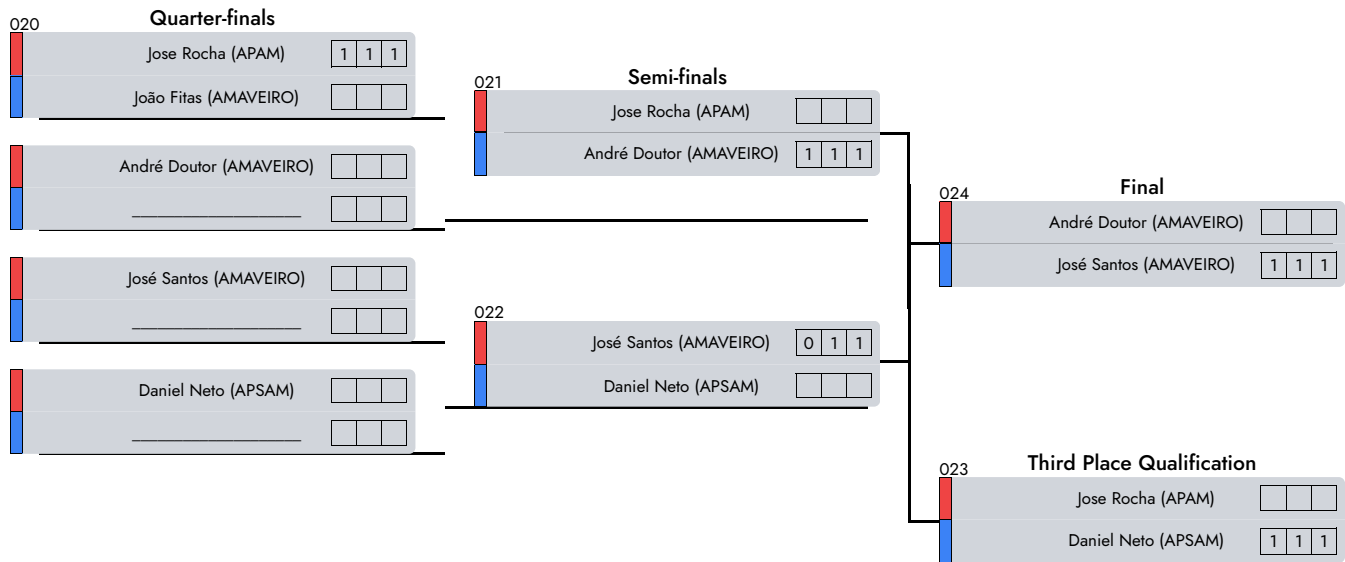 Quarter-finals
020
Jose Rocha (APAM) 1 1 1
João Fitas (AMAVEIRO)
André Doutor (AMAVEIRO)
____________________
José Santos (AMAVEIRO)
____________________
Daniel Neto (APSAM)
____________________
Semi-finals
021
Jose Rocha (APAM)
André Doutor (AMAVEIRO) 1 1 1
022
José Santos (AMAVEIRO) 0 1 1
Daniel Neto (APSAM)
Final
024
André Doutor (AMAVEIRO)
José Santos (AMAVEIRO) 1 1 1
Third Place Qualification
023
Jose Rocha (APAM)
Daniel Neto (APSAM) 1 1 1